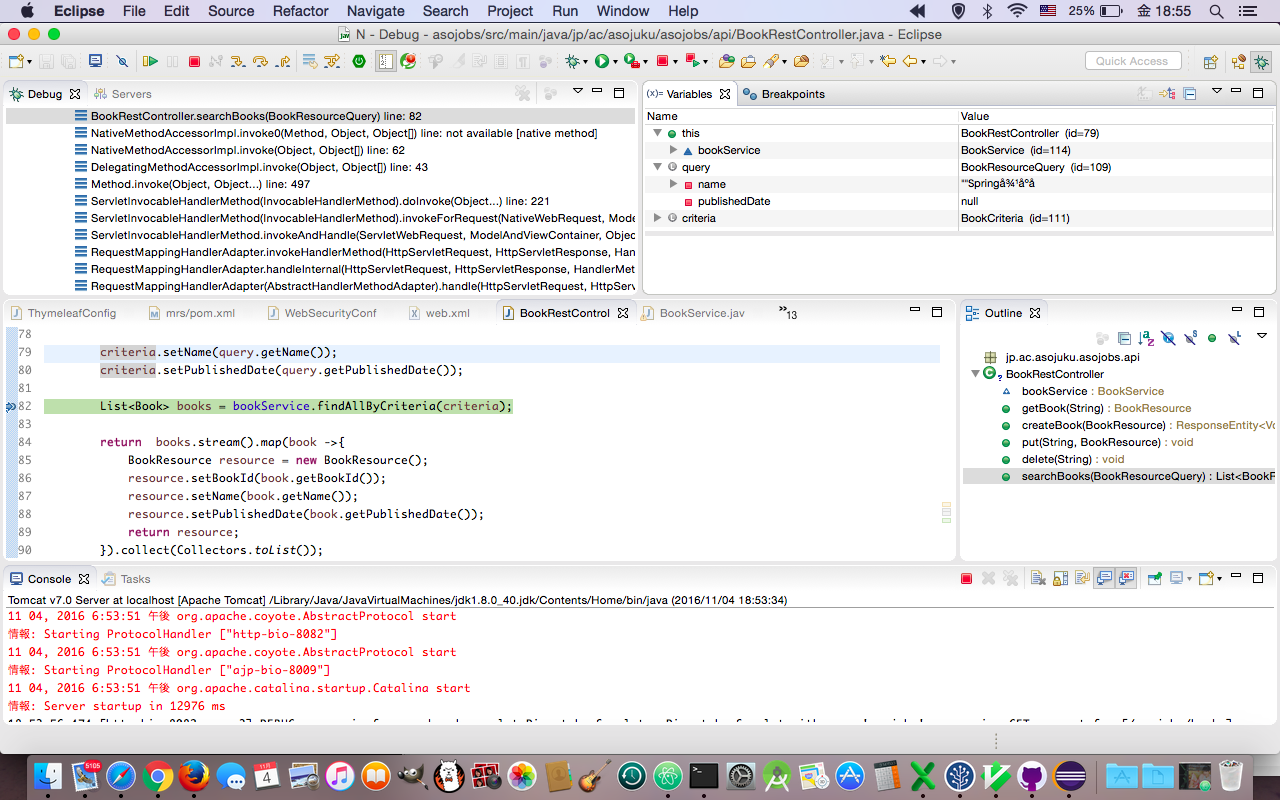 Eclipse File Edit Source Refactor Navigate Search Project Run Window Help 25% 金 18:55
N - Debug - asojobs/src/main/java/jp/ac/asojuku/asojobs/api/BookRestController.java - Eclipse
Quick Access
Debug Servers
BookRestController.searchBooks(BookResourceQuery) line: 82
NativeMethodAccessorImpl.invoke0(Method, Object, Object[]) line: not available [native method]
NativeMethodAccessorImpl.invoke(Object, Object[]) line: 62
DelegatingMethodAccessorImpl.invoke(Object, Object[]) line: 43
Method.invoke(Object, Object...) line: 497
ServletInvocableHandlerMethod(InvocableHandlerMethod).doInvoke(Object...) line: 221
ServletInvocableHandlerMethod(InvocableHandlerMethod).invokeForRequest(NativeWebRequest, Mode
ServletInvocableHandlerMethod.invokeAndHandle(ServletWebRequest, ModelAndViewContainer, Objec
RequestMappingHandlerAdapter.invokeHandlerMethod(HttpServletRequest, HttpServletResponse, Han
RequestMappingHandlerAdapter.handleInternal(HttpServletRequest, HttpServletResponse, HandlerMet
RequestMappingHandlerAdapter(AbstractHandlerMethodAdapter).handle(HttpServletRequest, HttpServ
(x)= Variables Breakpoints
Name Value
this BookRestController (id=79)
bookService BookService (id=114)
query BookResourceQuery (id=109)
name
publishedDate null
criteria BookCriteria (id=111)
ThymeleafConfig mrs/pom.xml WebSecurityConf web.xml BookRestControl BookService.jav »13
78
79 criteria.setName(query.getName());
80 criteria.setPublishedDate(query.getPublishedDate());
81
82 List<Book> books = bookService.findAllByCriteria(criteria);
83
84 return  books.stream().map(book ->{
85 BookResource resource = new BookResource();
86 resource.setBookId(book.getBookId());
87 resource.setName(book.getName());
88 resource.setPublishedDate(book.getPublishedDate());
89 return resource;
90 }).collect(Collectors.toList());
Outline
jp.ac.asojuku.asojobs.api
BookRestController
bookService : BookService
getBook(String) : BookResource
createBook(BookResource) : ResponseEntity<Vo
put(String, BookResource) : void
delete(String) : void
searchBooks(BookResourceQuery) : List<BookR
Console Tasks
Tomcat v7.0 Server at localhost [Apache Tomcat] /Library/Java/JavaVirtualMachines/jdk1.8.0_40.jdk/Contents/Home/bin/java (2016/11/04 18:53:34)
11 04, 2016 6:53:51 午後 org.apache.coyote.AbstractProtocol start
情報: Starting ProtocolHandler ["http-bio-8082"]
11 04, 2016 6:53:51 午後 org.apache.coyote.AbstractProtocol start
情報: Starting ProtocolHandler ["ajp-bio-8009"]
11 04, 2016 6:53:51 午後 org.apache.catalina.startup.Catalina start
情報: Server startup in 12976 ms
5105
11月
4